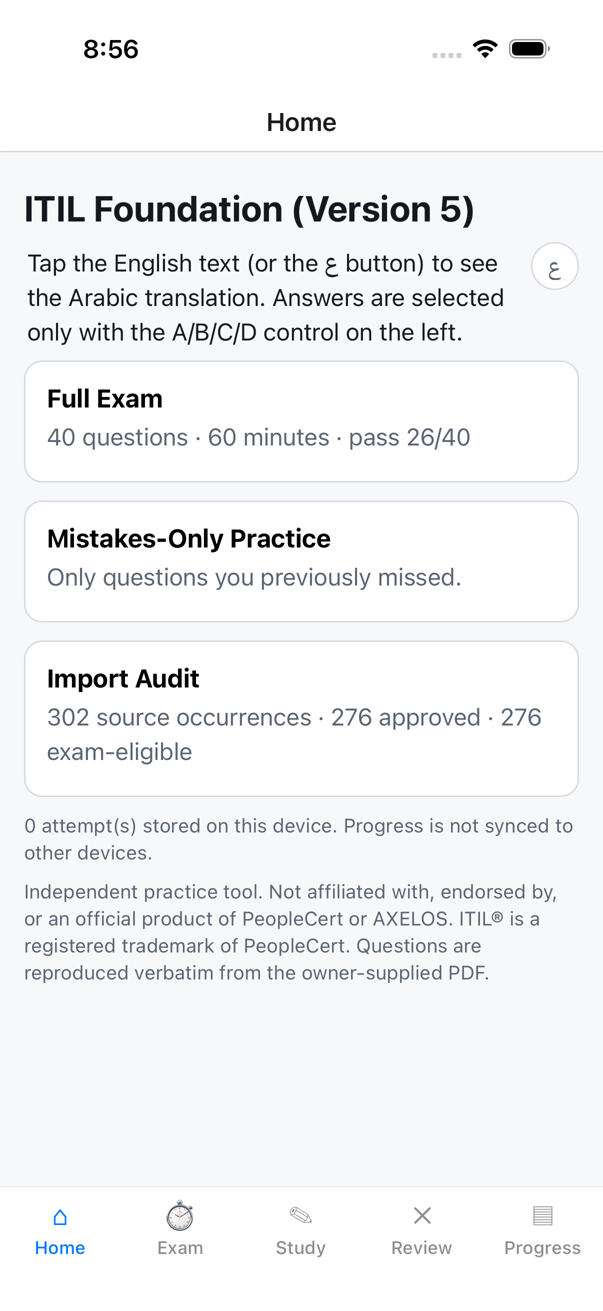 8:56
Home
ITIL Foundation (Version 5)
Tap the English text (or the ع button) to see
the Arabic translation. Answers are selected
only with the A/B/C/D control on the left.
ع
Full Exam
40 questions · 60 minutes · pass 26/40
Mistakes-Only Practice
Only questions you previously missed.
Import Audit
302 source occurrences · 276 approved · 276
exam-eligible
0 attempt(s) stored on this device. Progress is not synced to
other devices.
Independent practice tool. Not affiliated with, endorsed by,
or an official product of PeopleCert or AXELOS. ITIL® is a
registered trademark of PeopleCert. Questions are
reproduced verbatim from the owner-supplied PDF.
Home Exam Study Review Progress